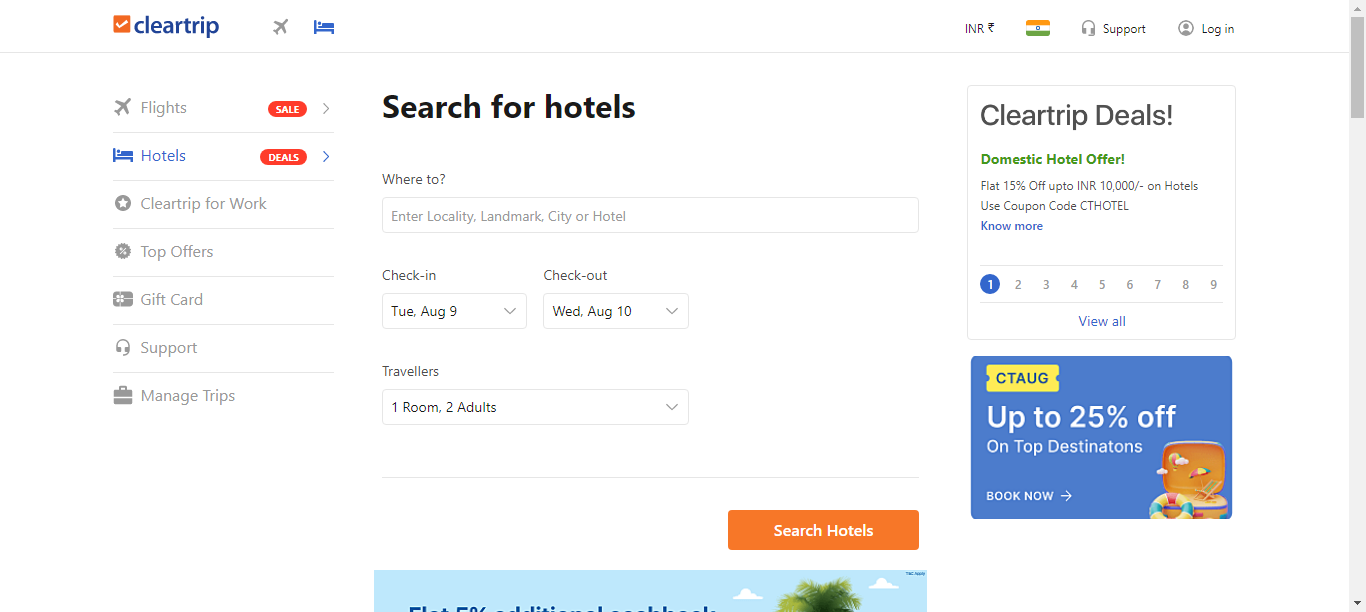 cleartrip
INR ₹
Support
Log in
Flights
SALE
Hotels
DEALS
Cleartrip for Work
Top Offers
Gift Card
Support
Manage Trips
Search for hotels
Where to?
Enter Locality, Landmark, City or Hotel
Check-in
Check-out
Tue, Aug 9
Wed, Aug 10
Travellers
1 Room, 2 Adults
Search Hotels
T&C Apply
Flat 5% additional cashback
Cleartrip Deals!
Domestic Hotel Offer!
Flat 15% Off upto INR 10,000/- on Hotels
Use Coupon Code CTHOTEL
Know more
1 2 3 4 5 6 7 8 9
View all
CTAUG
Up to 25% off
On Top Destinatons
BOOK NOW →